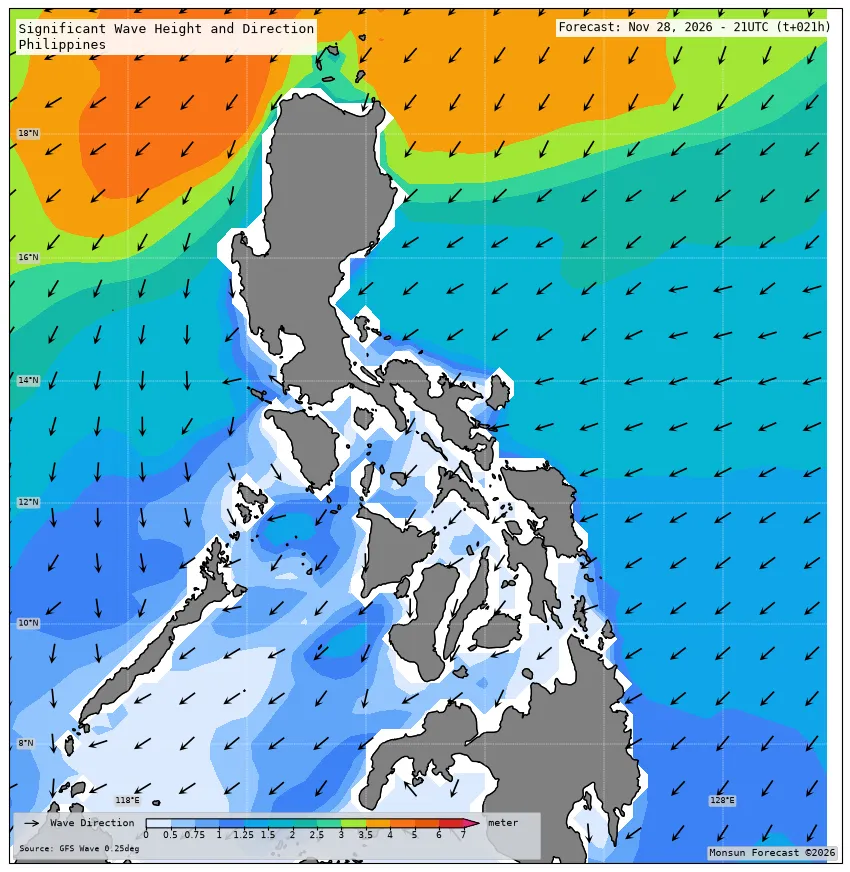 Significant Wave Height and Direction
Philippines
Forecast: Nov 28, 2026 - 21UTC (t+021h)
18°N
16°N
14°N
12°N
10°N
8°N
118°E
128°E
Wave Direction
0 0.5 0.75 1 1.25 1.5 2 2.5 3 3.5 4 5 6 7
meter
Source: GFS Wave 0.25deg
Monsun Forecast ©2026